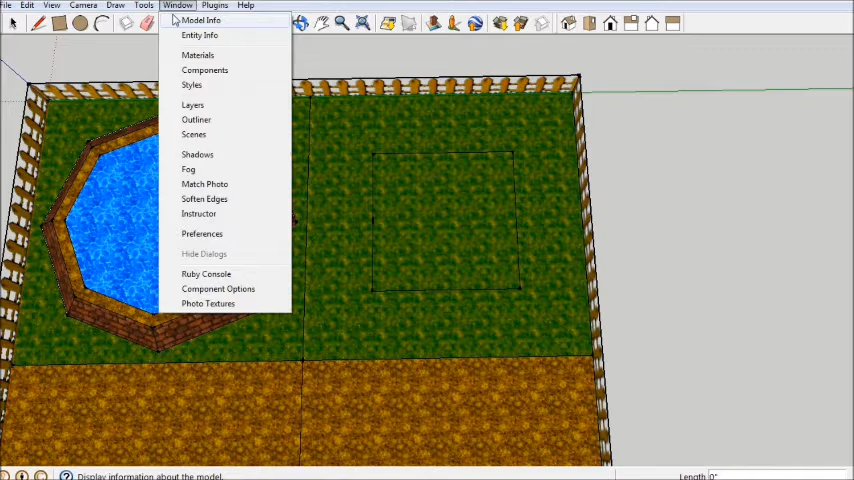 File Edit View Camera Draw Tools Window Plugins Help
Model Info
Entity Info
Materials
Components
Styles
Layers
Outliner
Scenes
Shadows
Fog
Match Photo
Soften Edges
Instructor
Preferences
Hide Dialogs
Ruby Console
Component Options
Photo Textures
Display information about the model. Length 0"